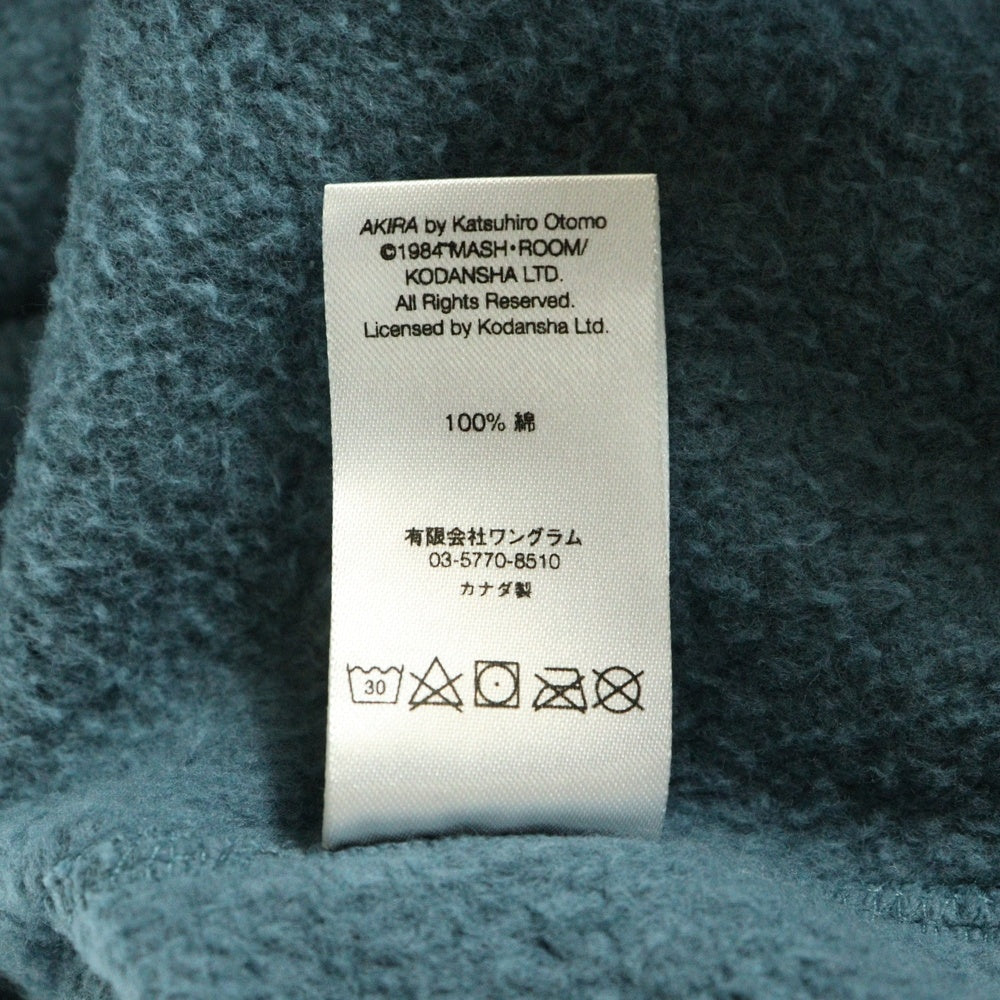 AKIRA by Katsuhiro Otomo
©1984 MASH・ROOM/
KODANSHA LTD.
All Rights Reserved.
Licensed by Kodansha Ltd.
100% 綿
有限会社ワングラム
03-5770-8510
カナダ製
30